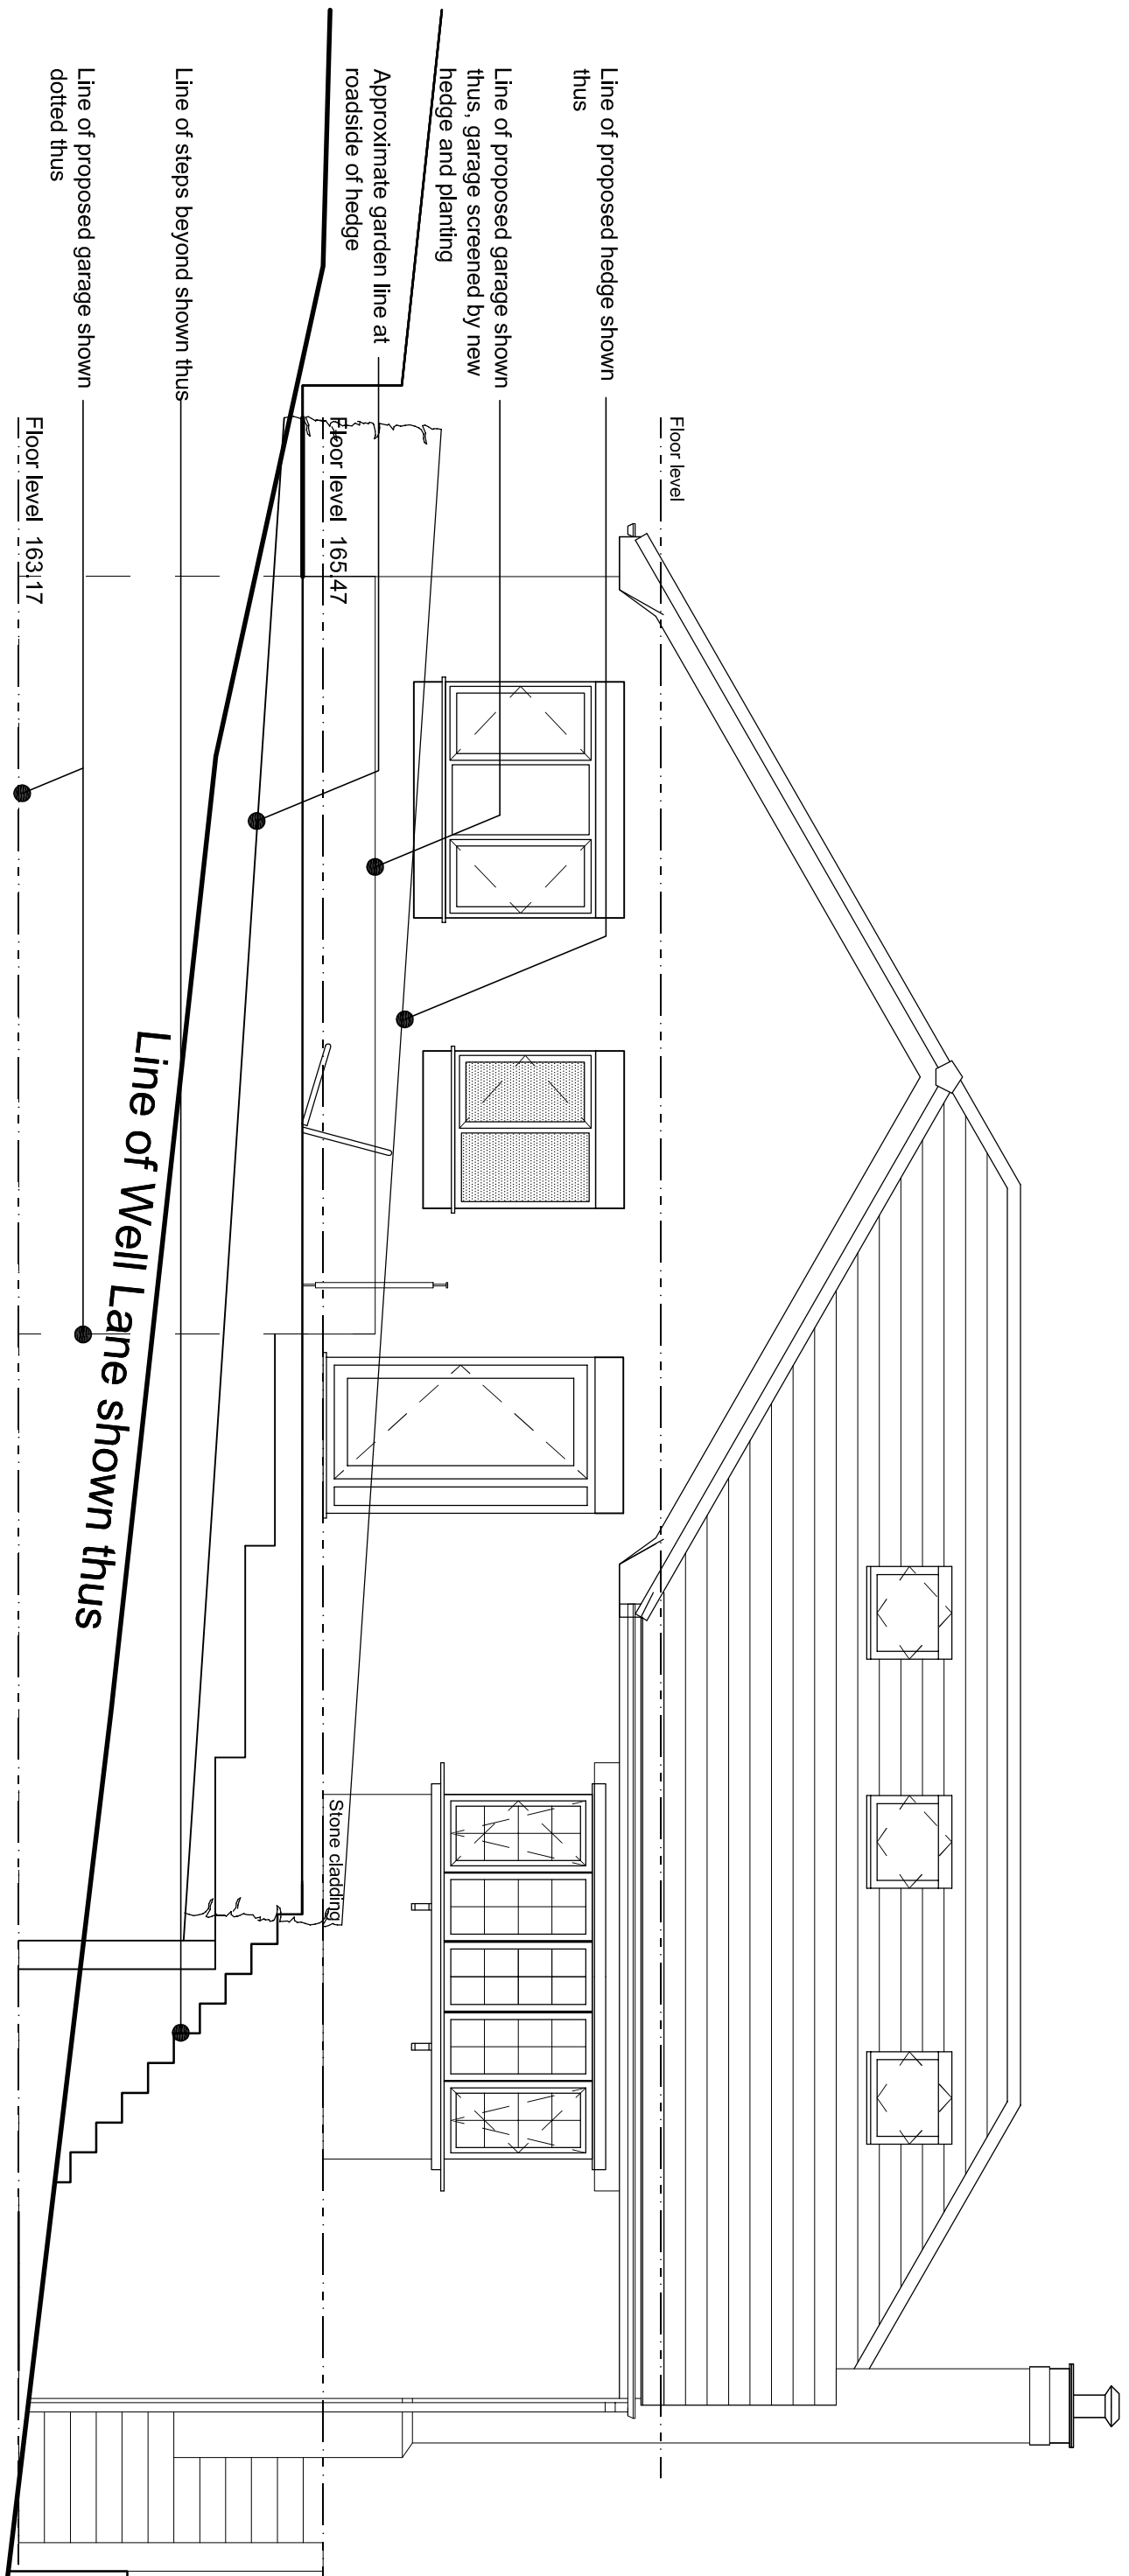 Line of proposed hedge shown
thus
Line of proposed garage shown
thus, garage screened by new
hedge and planting
Approximate garden line at
roadside of hedge
Line of steps beyond shown thus
Line of proposed garage shown
dotted thus
Floor level
Floor level 165.47
Floor level 163.17
Line of Well Lane shown thus
Stone cladding